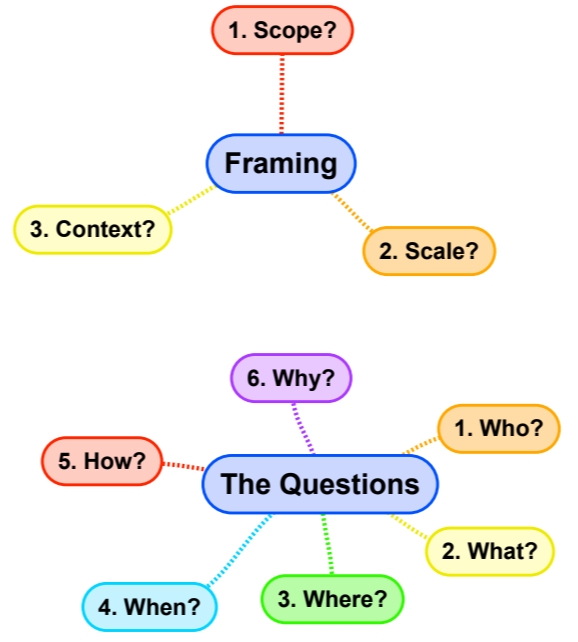 1. Scope?
Framing
3. Context?
2. Scale?
6. Why?
1. Who?
5. How?
The Questions
2. What?
4. When?
3. Where?